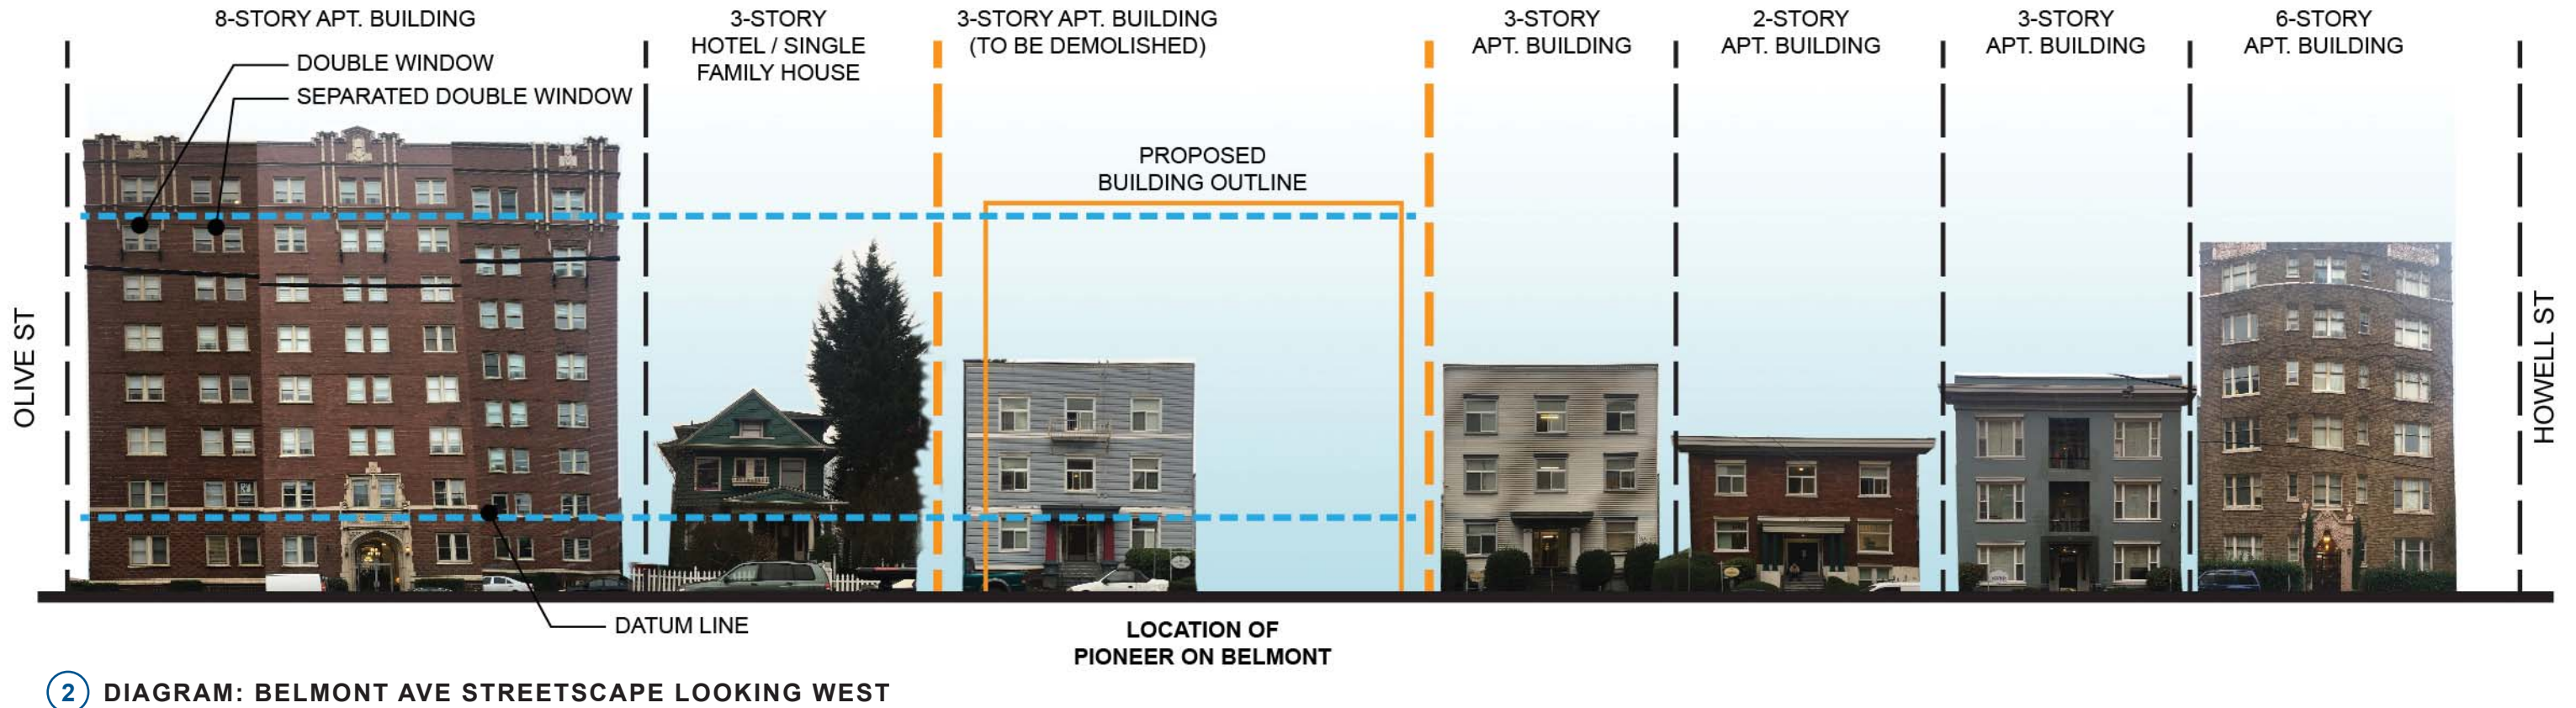 8-STORY APT. BUILDING
DOUBLE WINDOW
SEPARATED DOUBLE WINDOW
3-STORY
HOTEL / SINGLE
FAMILY HOUSE
3-STORY APT. BUILDING
(TO BE DEMOLISHED)
PROPOSED
BUILDING OUTLINE
3-STORY
APT. BUILDING
2-STORY
APT. BUILDING
3-STORY
APT. BUILDING
6-STORY
APT. BUILDING
OLIVE ST
HOWELL ST
DATUM LINE
LOCATION OF
PIONEER ON BELMONT
2 DIAGRAM: BELMONT AVE STREETSCAPE LOOKING WEST